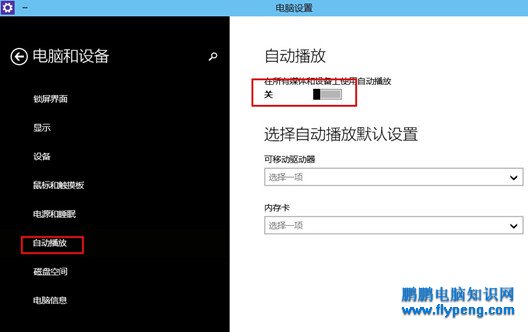 电脑设置
电脑和设备
锁屏界面
显示
设备
鼠标和触摸板
电源和睡眠
自动播放
磁盘空间
电脑信息
自动播放
在所有媒体和设备上使用自动播放
关
选择自动播放默认设置
可移动驱动器
选择一项
内存卡
选择一项
鹏鹏电脑知识网
www.flypeng.com